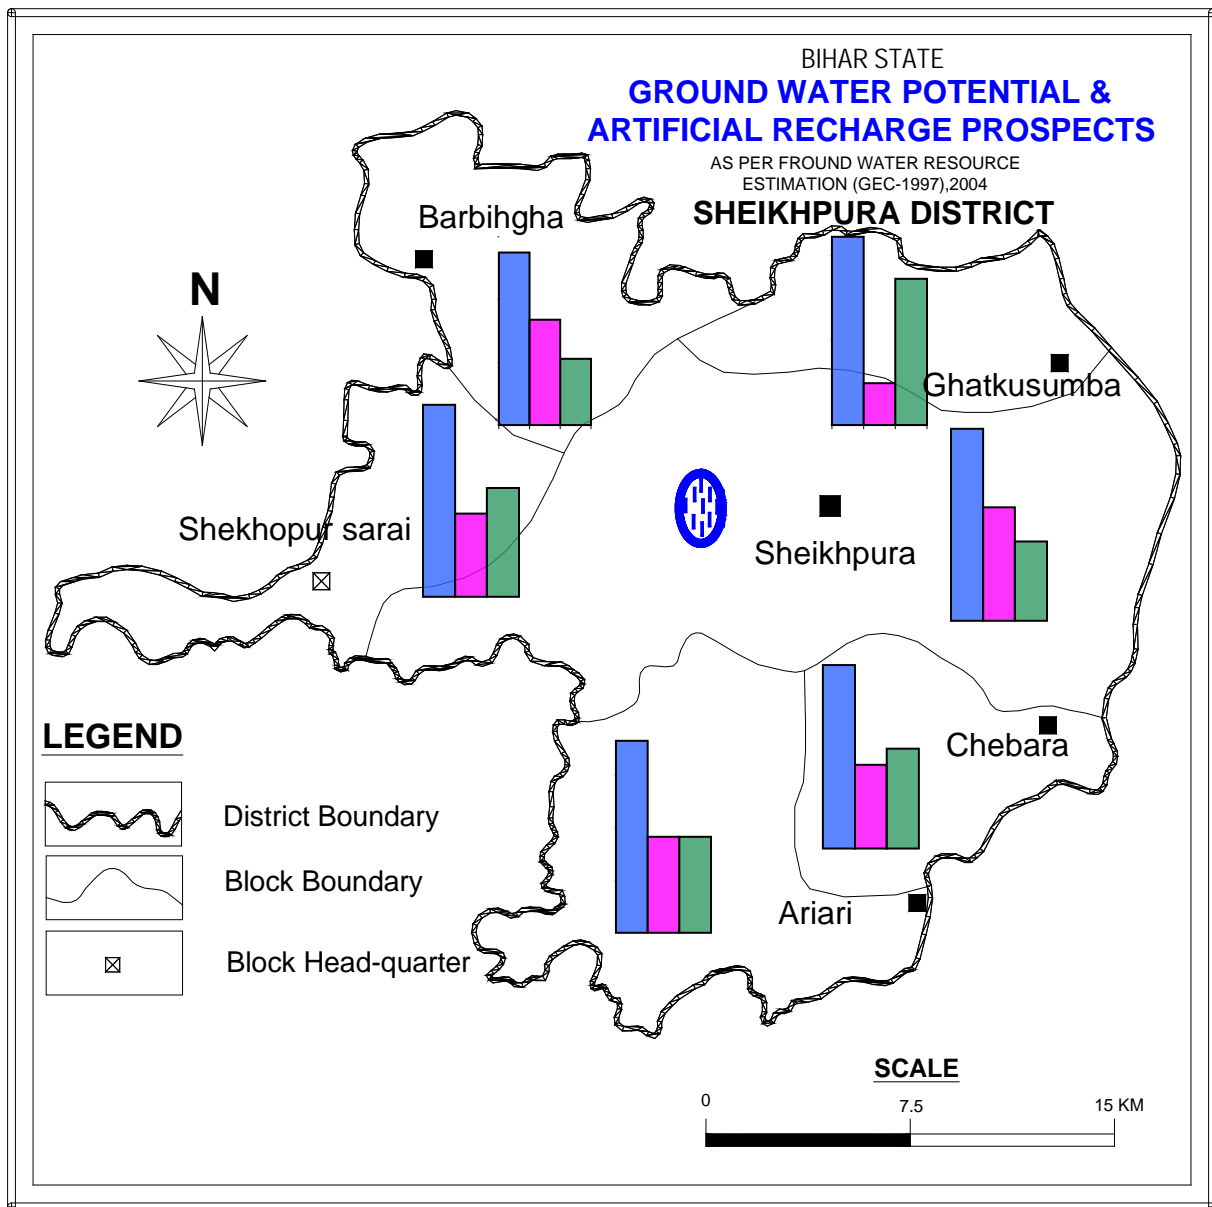 BIHAR STATE
GROUND WATER POTENTIAL &
ARTIFICIAL RECHARGE PROSPECTS
AS PER FROUND WATER RESOURCE
ESTIMATION (GEC-1997),2004
SHEIKHPURA DISTRICT
Barbihgha
N
Ghatkusumba
Shekhopur sarai
Sheikhpura
Chebara
Ariari
LEGEND
District Boundary
Block Boundary
Block Head-quarter
SCALE
0 7.5 15 KM